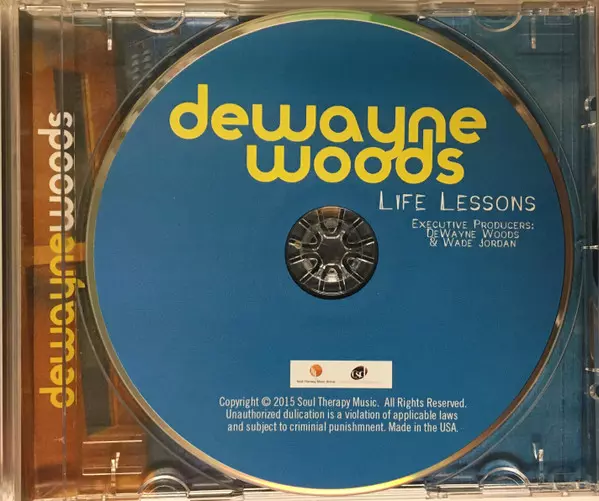 dewaynewoods
dewayne
woods
Life Lessons
Executive Producers:
DeWayne Woods
& Wade Jordan
Copyright © 2015 Soul Therapy Music. All Rights Reserved.
Unauthorized dulication is a violation of applicable laws
and subject to criminial punishmnent. Made in the USA.